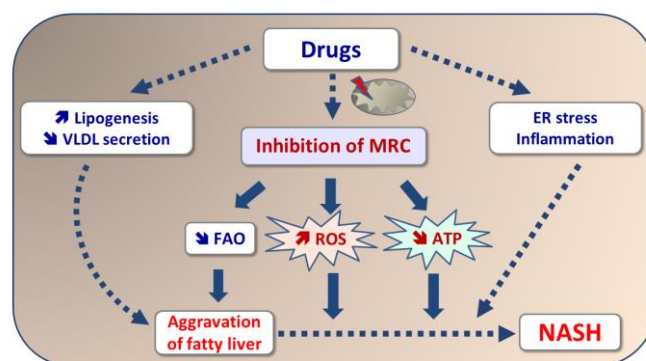 Drugs
↗ Lipogenesis
↘ VLDL secretion
ER stress
Inflammation
Inhibition of MRC
↘ FAO
↗ ROS
↘ ATP
Aggravation
of fatty liver
NASH